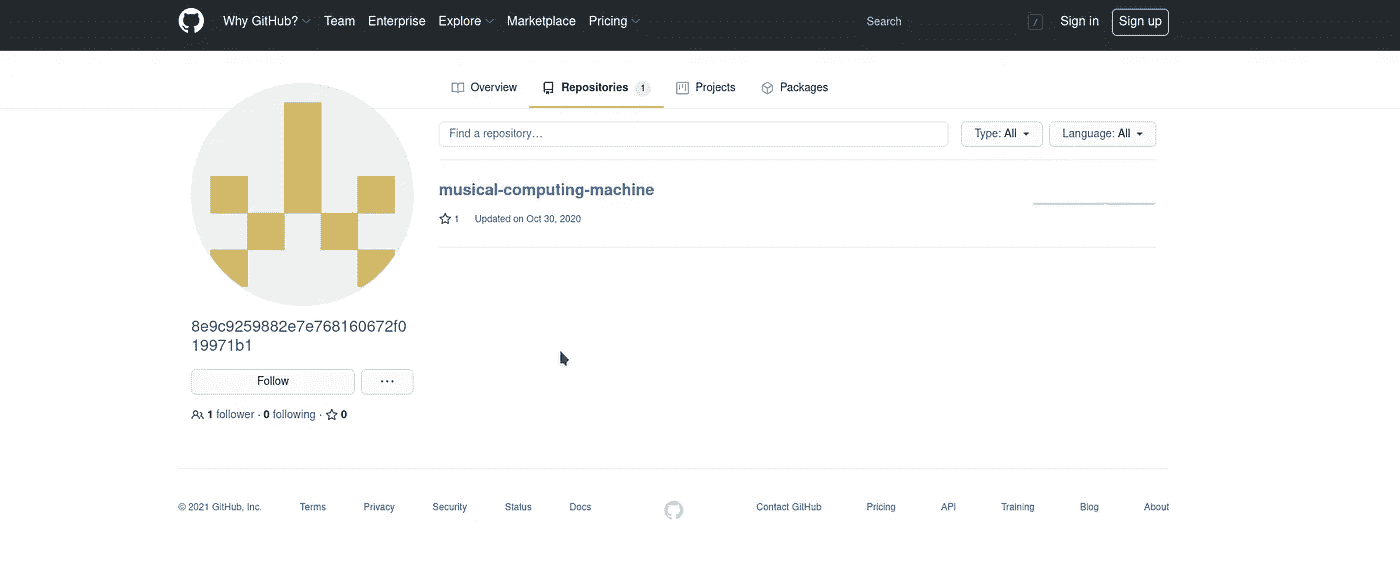 Why GitHub? Team Enterprise Explore Marketplace Pricing Search / Sign in Sign up
Overview Repositories 1 Projects Packages
Find a repository… Type: All Language: All
musical-computing-machine
1 Updated on Oct 30, 2020
8e9c9259882e7e768160672f0
19971b1
Follow ...
1 follower · 0 following · 0
© 2021 GitHub, Inc. Terms Privacy Security Status Docs Contact GitHub Pricing API Training Blog About